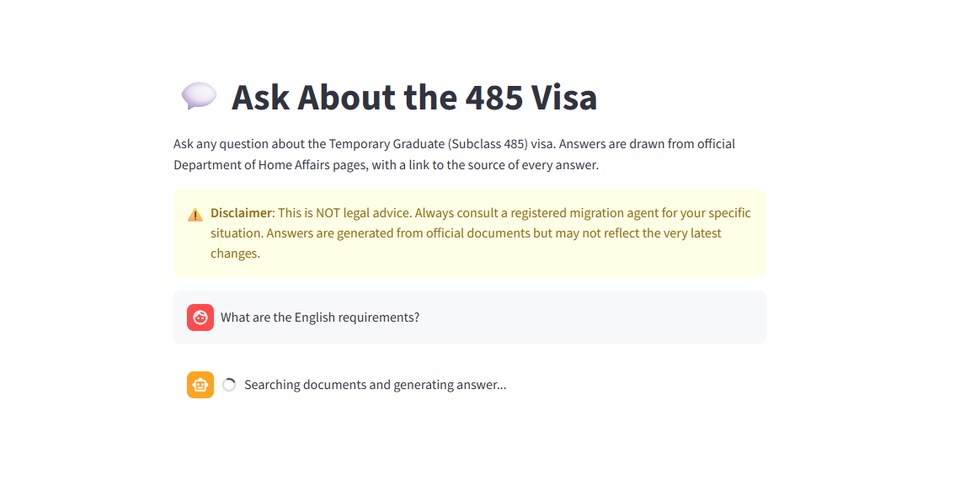 Ask About the 485 Visa
Ask any question about the Temporary Graduate (Subclass 485) visa. Answers are drawn from official
Department of Home Affairs pages, with a link to the source of every answer.
Disclaimer: This is NOT legal advice. Always consult a registered migration agent for your specific
situation. Answers are generated from official documents but may not reflect the very latest
changes.
What are the English requirements?
Searching documents and generating answer...